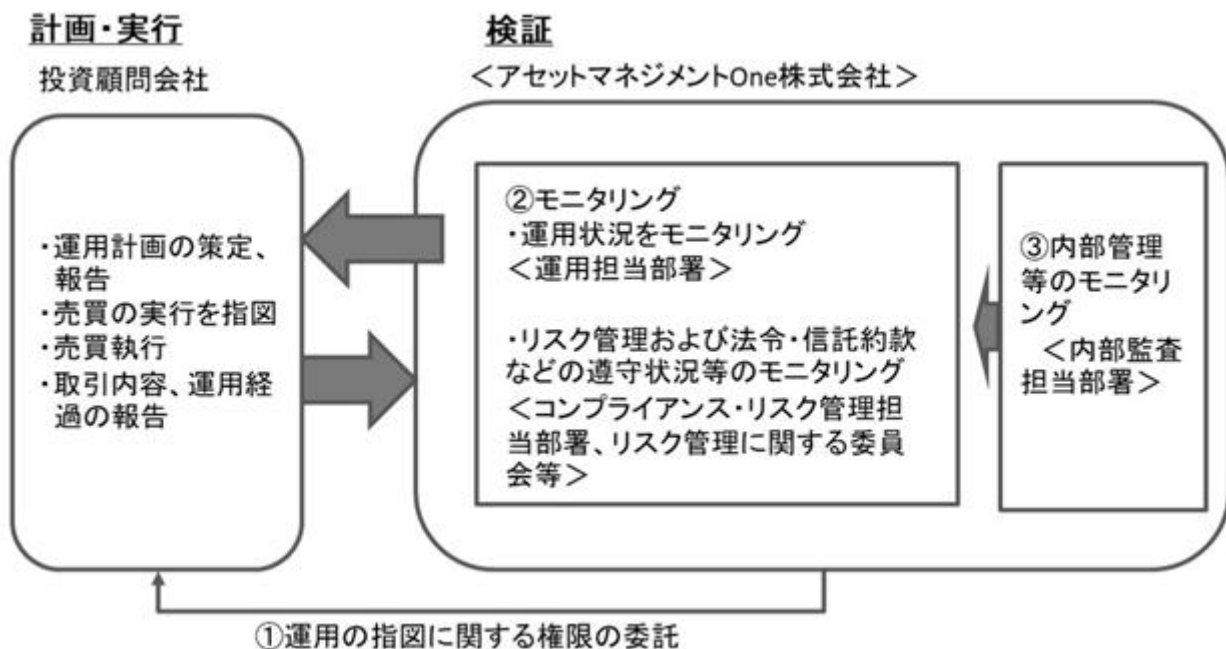 計画・実行
投資顧問会社
・運用計画の策定、
報告
・売買の実行を指図
・売買執行
・取引内容、運用経
過の報告
検証
＜アセットマネジメントOne株式会社＞
②モニタリング
・運用状況をモニタリング
＜運用担当部署＞
・リスク管理および法令・信託約款
などの遵守状況等のモニタリング
＜コンプライアンス・リスク管理担
当部署、リスク管理に関する委員
会等＞
③内部管理
等のモニタリ
ング
＜内部監査
担当部署＞
①運用の指図に関する権限の委託